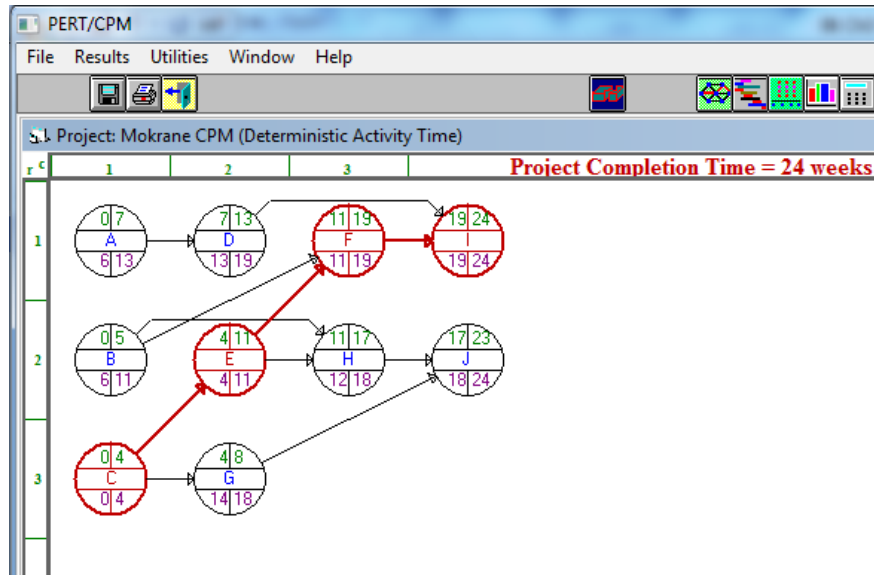 PERT/CPM
File Results Utilities Window Help
Project: Mokrane CPM (Deterministic Activity Time)
r c 1 2 3 Project Completion Time = 24 weeks
1
0 7 7 13 11 19 19 24
A D F I
6 13 13 19 11 19 19 24
2
0 5 4 11 11 17 17 23
B E H J
6 11 4 11 12 18 18 24
3
0 4 4 8
C G
0 4 14 18